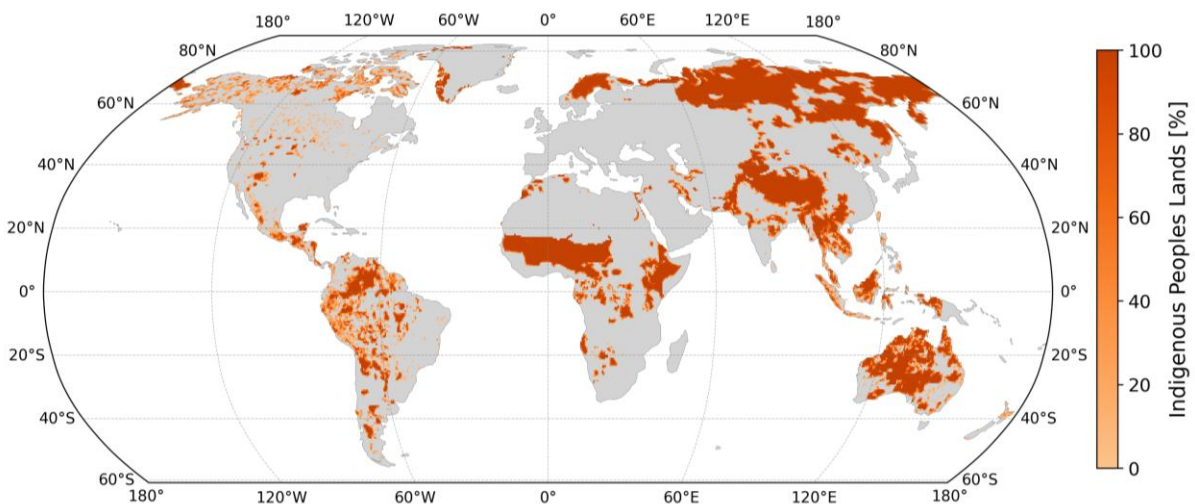 180° 120°W 60°W 0° 60°E 120°E 180°
80°N 80°N
60°N 60°N
40°N 40°N
20°N 20°N
0° 0°
20°S 20°S
40°S 40°S
60°S 60°S
180° 120°W 60°W 0° 60°E 120°E 180°
100
80
60
40
20
0
Indigenous Peoples Lands [%]